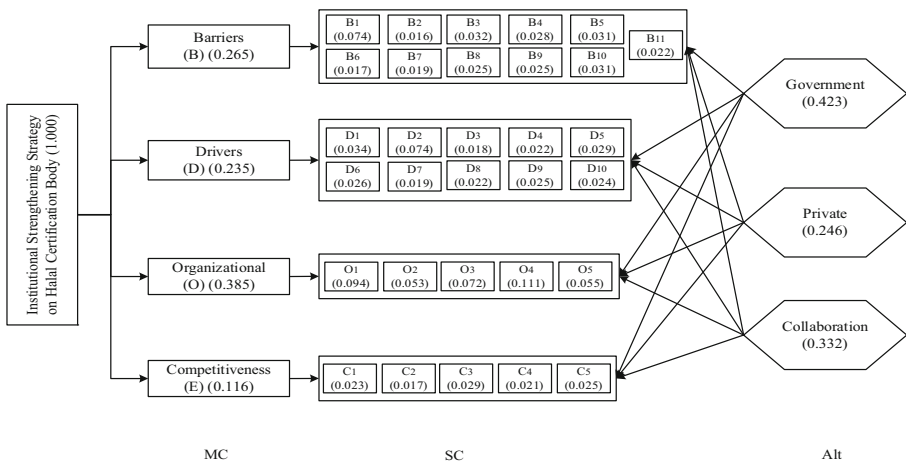 Institutional Strengthening Strategy
on Halal Certification Body (1.000)
Barriers
(B) (0.265)
B1
(0.074)
B2
(0.016)
B3
(0.032)
B4
(0.028)
B5
(0.031)
B6
(0.017)
B7
(0.019)
B8
(0.025)
B9
(0.025)
B10
(0.031)
B11
(0.022)
Drivers
(D) (0.235)
D1
(0.034)
D2
(0.074)
D3
(0.018)
D4
(0.022)
D5
(0.029)
D6
(0.026)
D7
(0.019)
D8
(0.022)
D9
(0.025)
D10
(0.024)
Organizational
(O) (0.385)
O1
(0.094)
O2
(0.053)
O3
(0.072)
O4
(0.111)
O5
(0.055)
Competitiveness
(E) (0.116)
C1
(0.023)
C2
(0.017)
C3
(0.029)
C4
(0.021)
C5
(0.025)
Government
(0.423)
Private
(0.246)
Collaboration
(0.332)
MC
SC
Alt